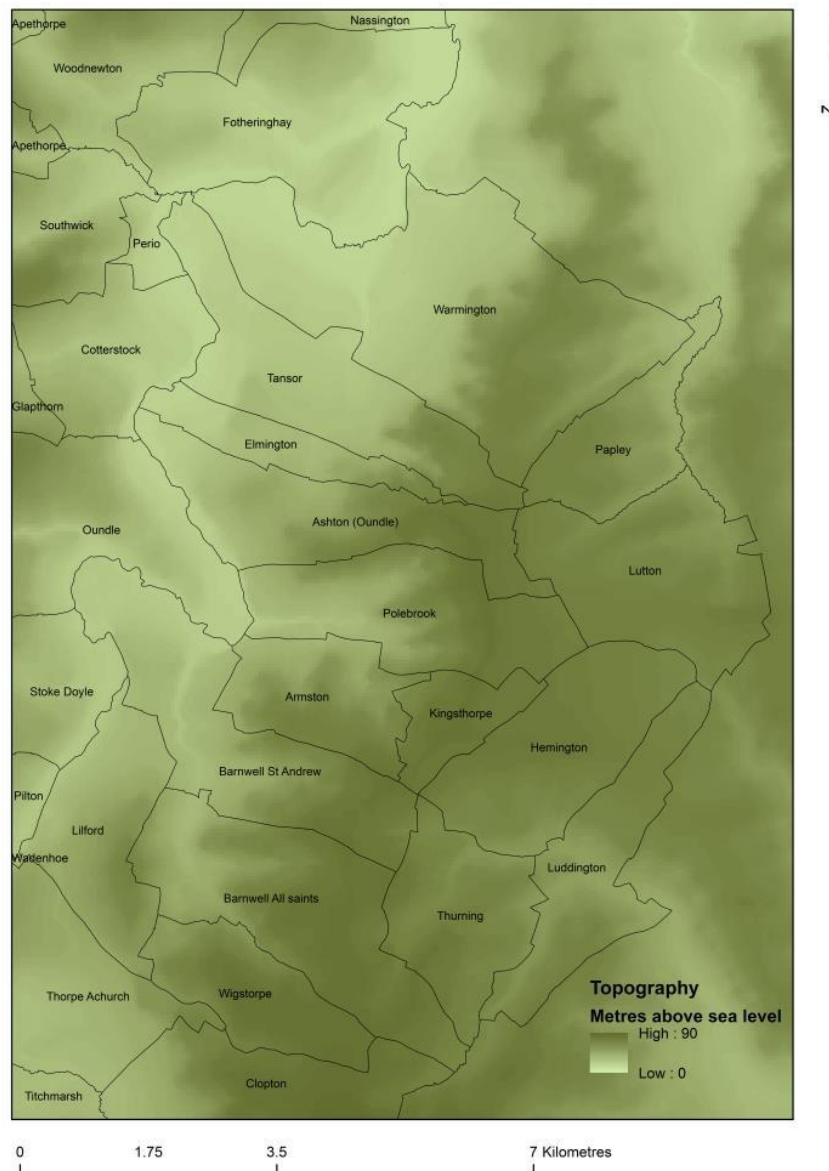 Apethorpe
Nassington
Woodnewton
Fotheringhay
Apethorpe
Southwick
Perio
Warmington
Cotterstock
Tansor
Glapthorn
Elmington
Papley
Ashton (Oundle)
Oundle
Lutton
Polebrook
Stoke Doyle
Armston
Kingsthorpe
Hemington
Barnwell St Andrew
Pilton
Lilford
Wadenhoe
Luddington
Barnwell All saints
Thurning
Wigstorpe
Thorpe Achurch
Clopton
Titchmarsh
Topography
Metres above sea level
High : 90
Low : 0
0 1.75 3.5 7 Kilometres